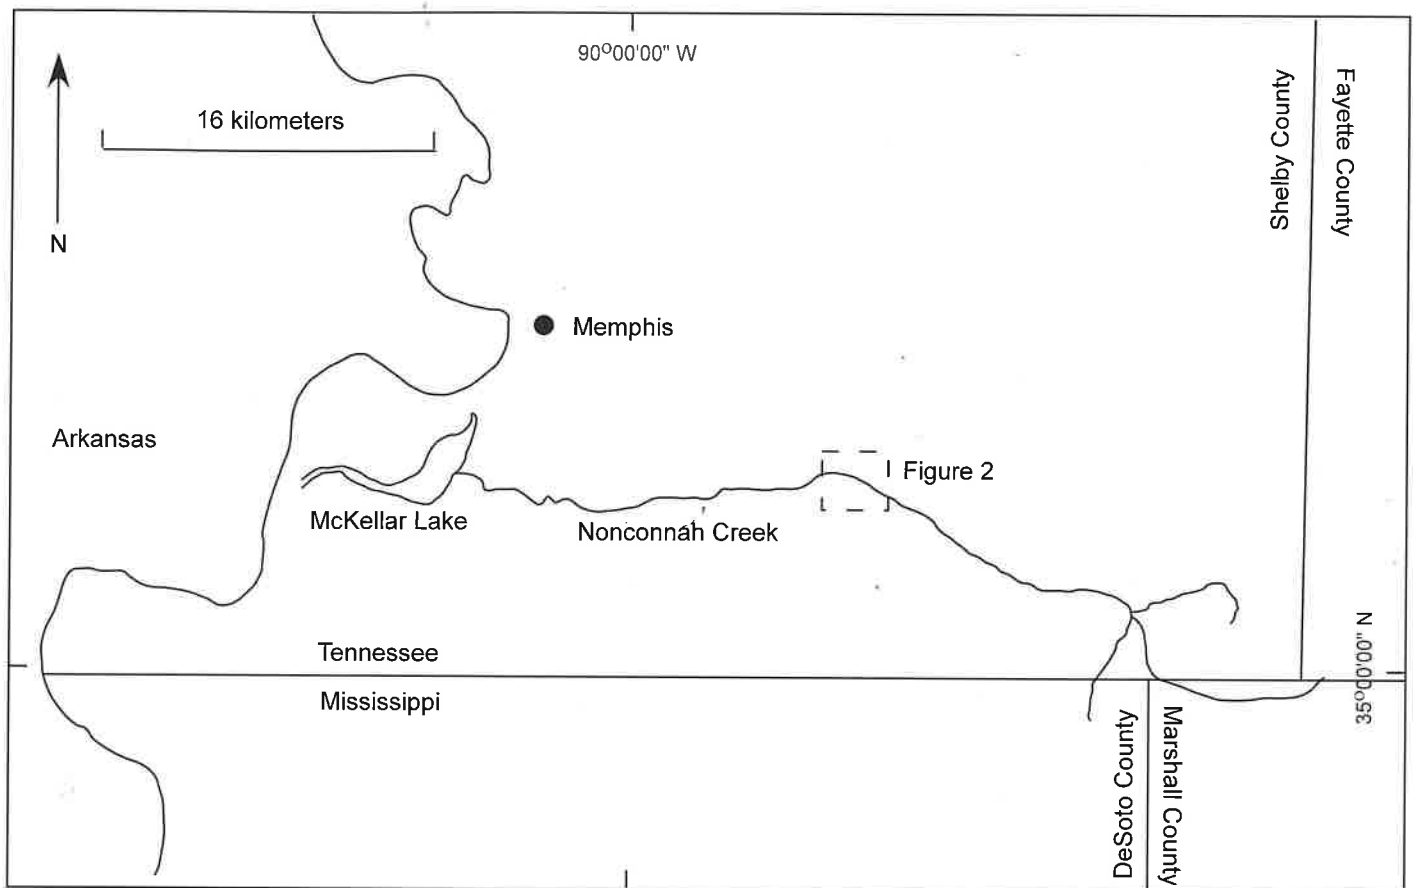 90°00'00" W
16 kilometers
N
Shelby County
Fayette County
Memphis
Arkansas
Figure 2
McKellar Lake
Nonconnah Creek
Tennessee
Mississippi
35°00'00" N
DeSoto County
Marshall County